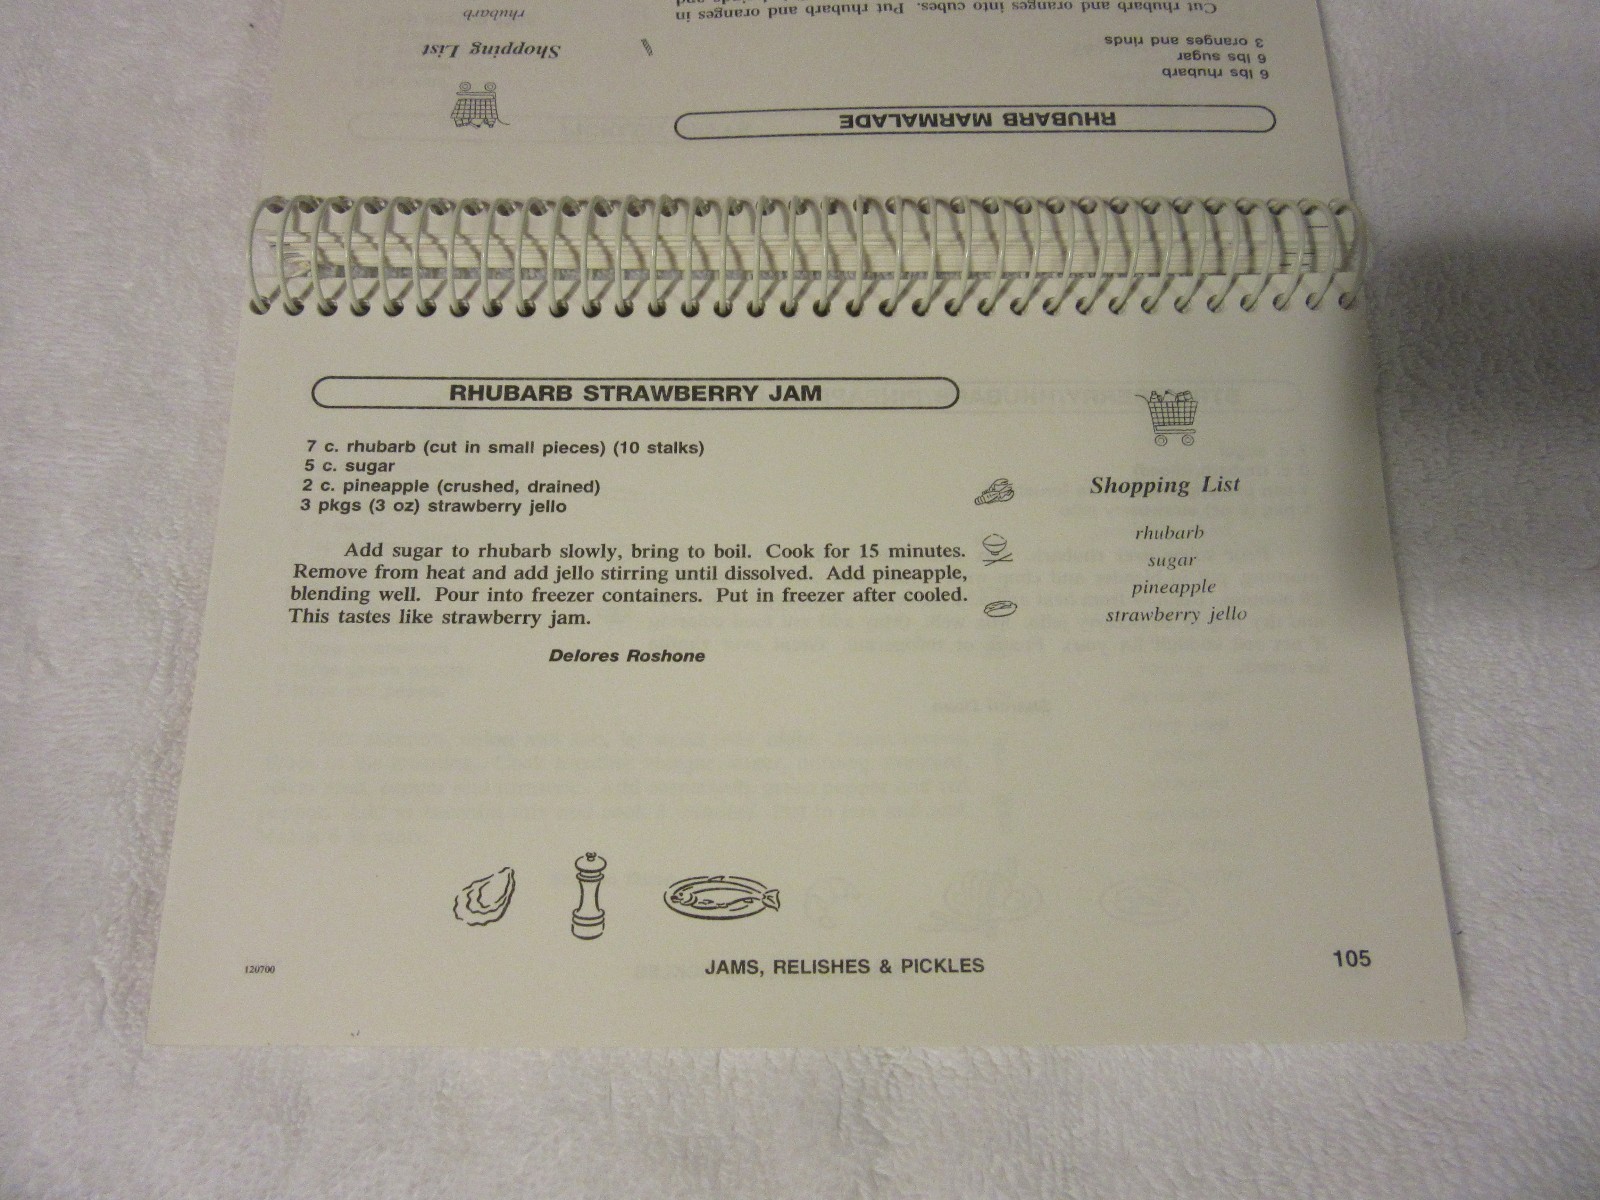 Cut rhubarb and oranges into cubes. Put rhubarb and oranges in
3 oranges and rinds
6 lbs sugar
6 lbs rhubarb
RHUBARB MARMALADE
rhubarb
Shopping List
RHUBARB STRAWBERRY JAM
7 c. rhubarb (cut in small pieces) (10 stalks)
5 c. sugar
2 c. pineapple (crushed, drained)
3 pkgs (3 oz) strawberry jello
Add sugar to rhubarb slowly, bring to boil. Cook for 15 minutes.
Remove from heat and add jello stirring until dissolved. Add pineapple,
blending well. Pour into freezer containers. Put in freezer after cooled.
This tastes like strawberry jam.
Delores Roshone
Shopping List
rhubarb
sugar
pineapple
strawberry jello
120700
JAMS, RELISHES & PICKLES
105